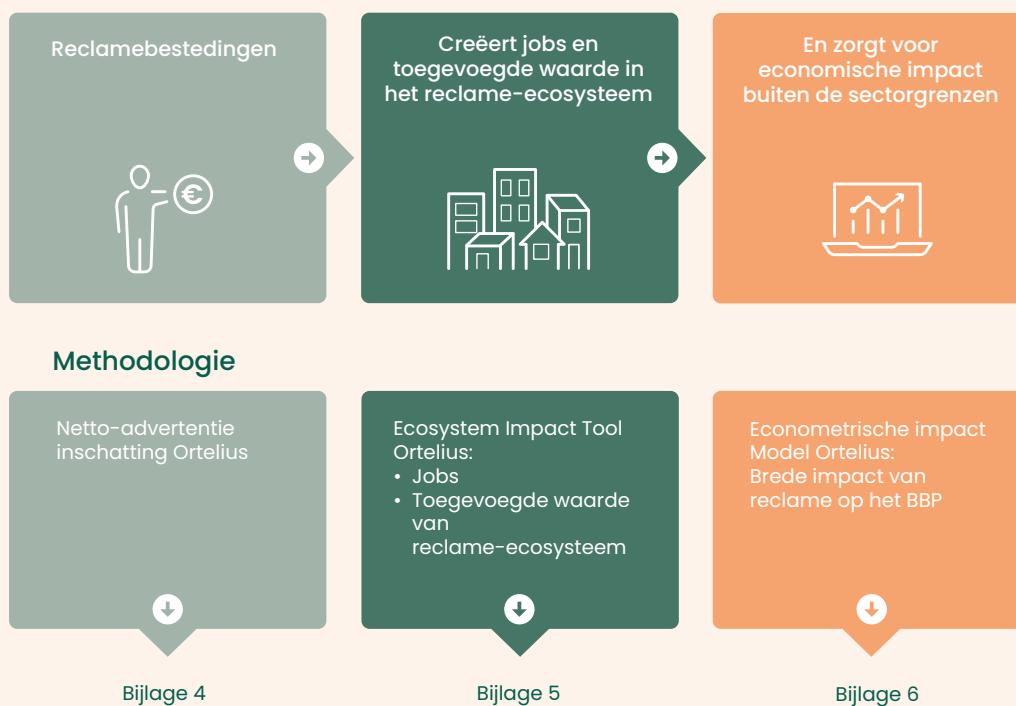 Reclamebestedingen
Creëert jobs en
toegevoegde waarde in
het reclame-ecosysteem
En zorgt voor
economische impact
buiten de sectorgrenzen
€
Methodologie
Netto-advertentie
inschatting Ortelius
Ecosystem Impact Tool
Ortelius:
• Jobs
• Toegevoegde waarde
van
reclame-ecosysteem
Econometrische impact
Model Ortelius:
Brede impact van
reclame op het BBP
Bijlage 4
Bijlage 5
Bijlage 6